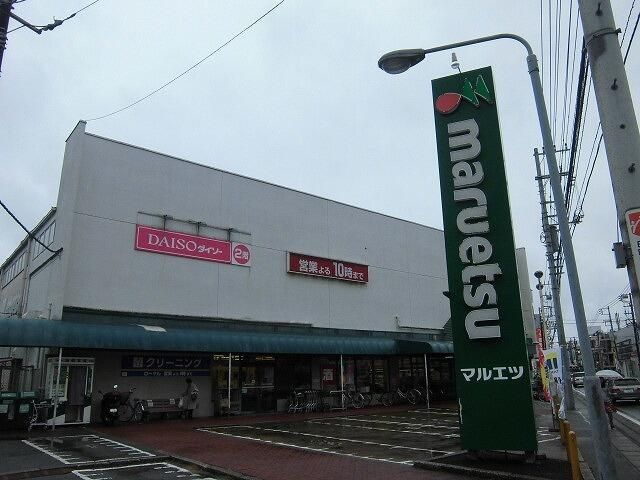 DAISO ダイソー 2階
営業よる10時まで
maruetsu
マルエツ
クリーニング
酒